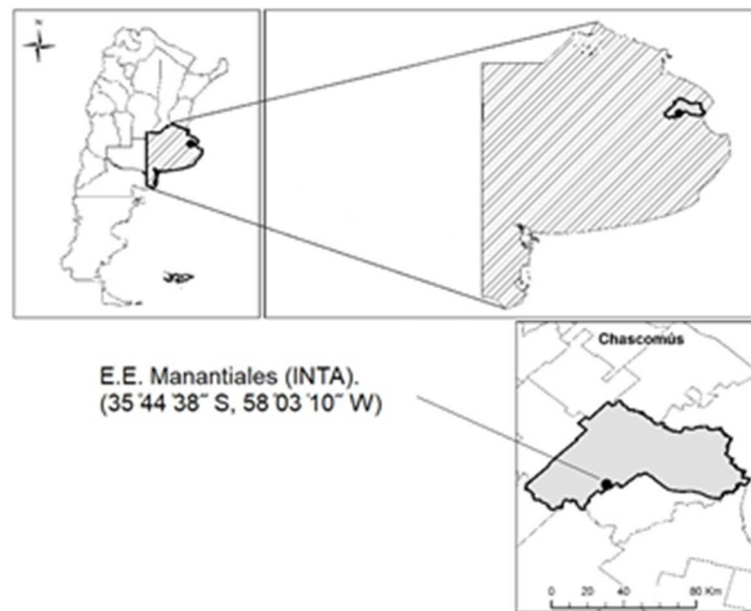 N
Chascomús
E.E. Manantiales (INTA).
(35 44´38˝ S, 58´03´10˝ W)
0 20 40 80 Km